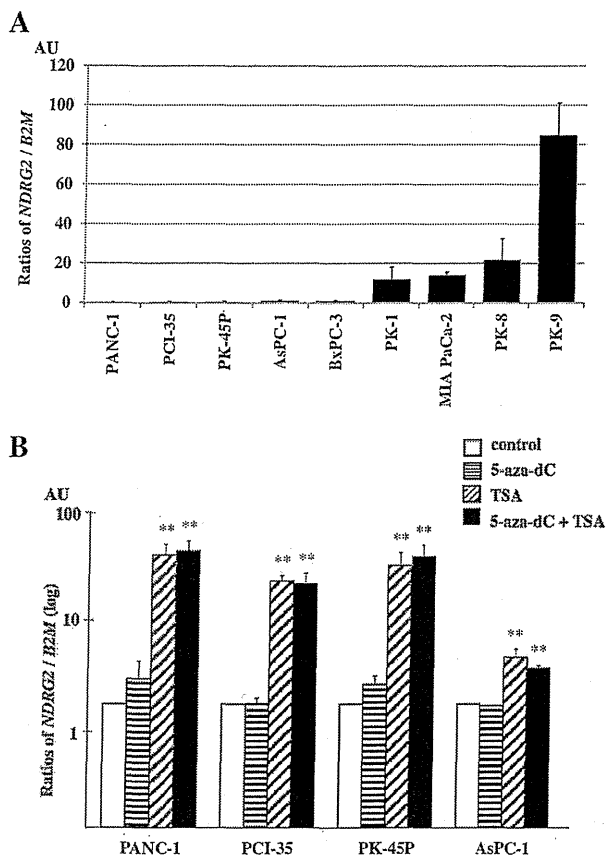 A
AU
120
100
80
60
40
20
0
Ratios of NDRG2 / B2M
PANC-1
PCI-35
PK-45P
AsPC-1
BxPC-3
PK-1
MIA PaCa-2
PK-8
PK-9
B
control
5-aza-dC
TSA
5-aza-dC + TSA
AU
100
10
1
Ratios of NDRG2 / B2M (log)
** **
** **
** **
**
**
PANC-1
PCI-35
PK-45P
AsPC-1